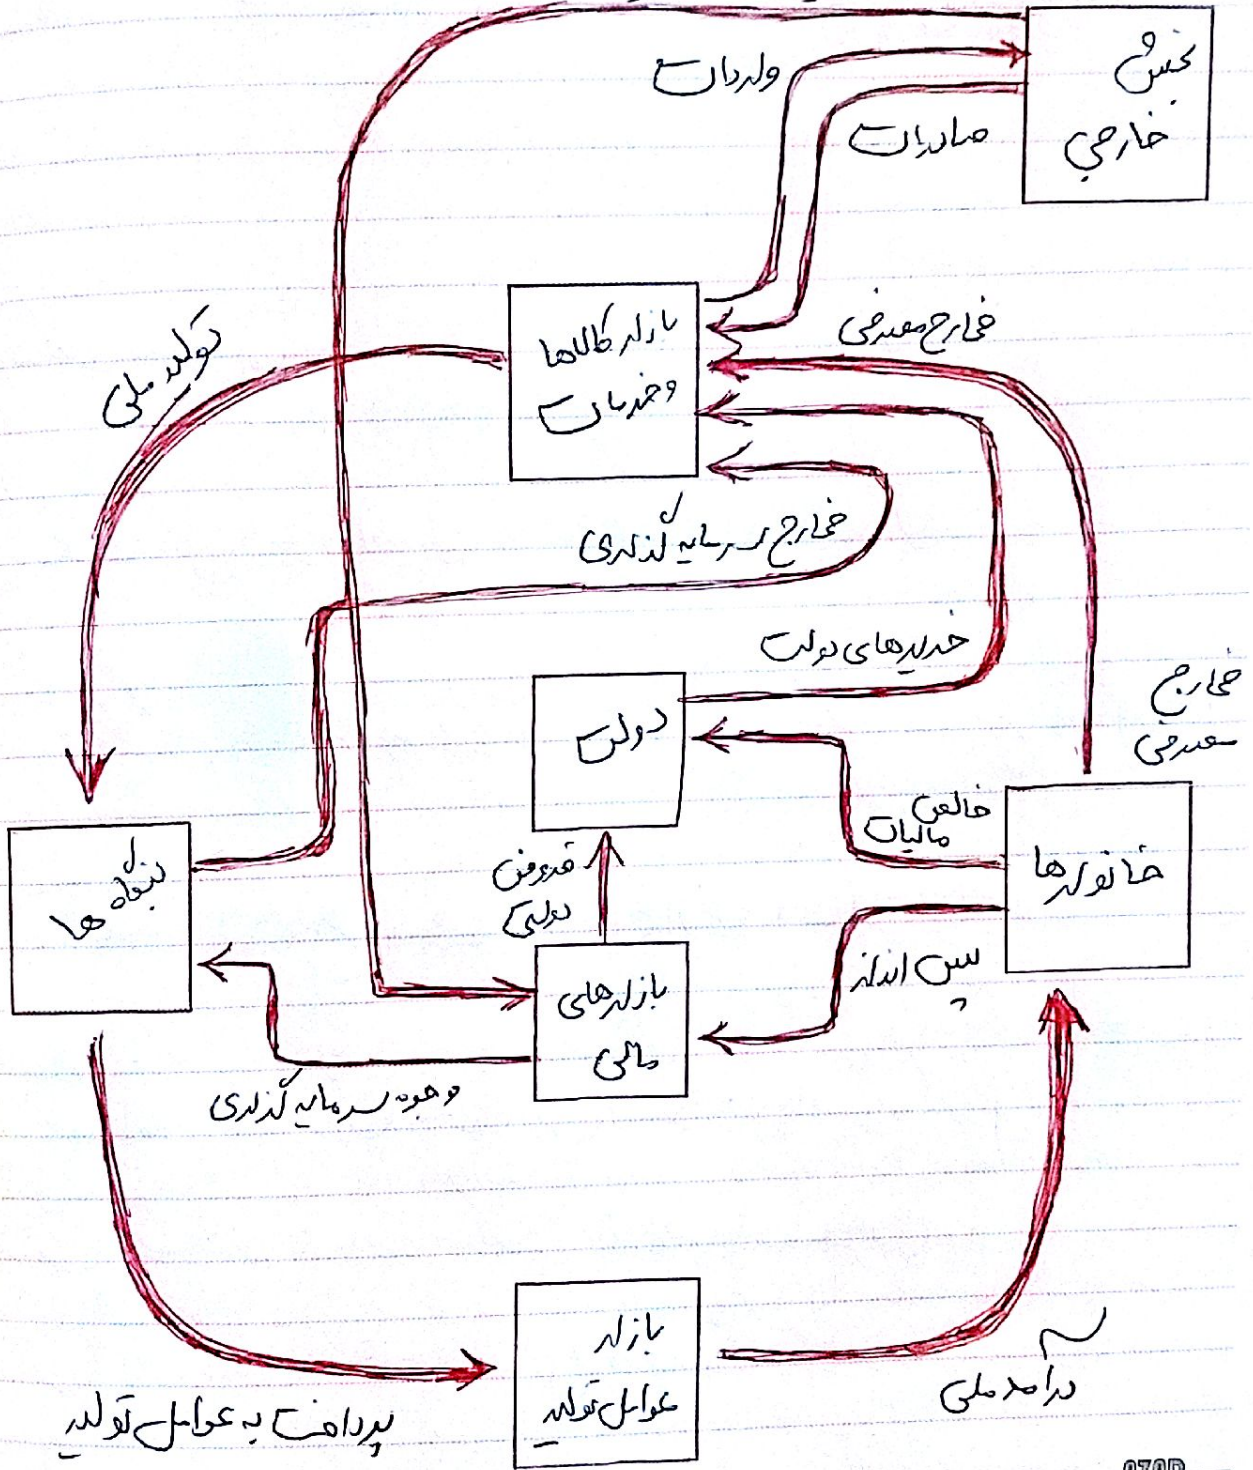 بخش
خارجی
واردات
صادرات
بازار کالاها
و خدمات
مخارج مصرفی
تولید ملی
مخارج سرمایه گذاری
خریدهای دولت
دولت
مخارج
مصرفی
خالص
مالیات
خانوارها
قرض
دولتی
بنگاه ها
پس انداز
بازارهای
مالی
وجوه سرمایه گذاری
بازار
عوامل تولید
درآمد ملی
پرداخت به عوامل تولید